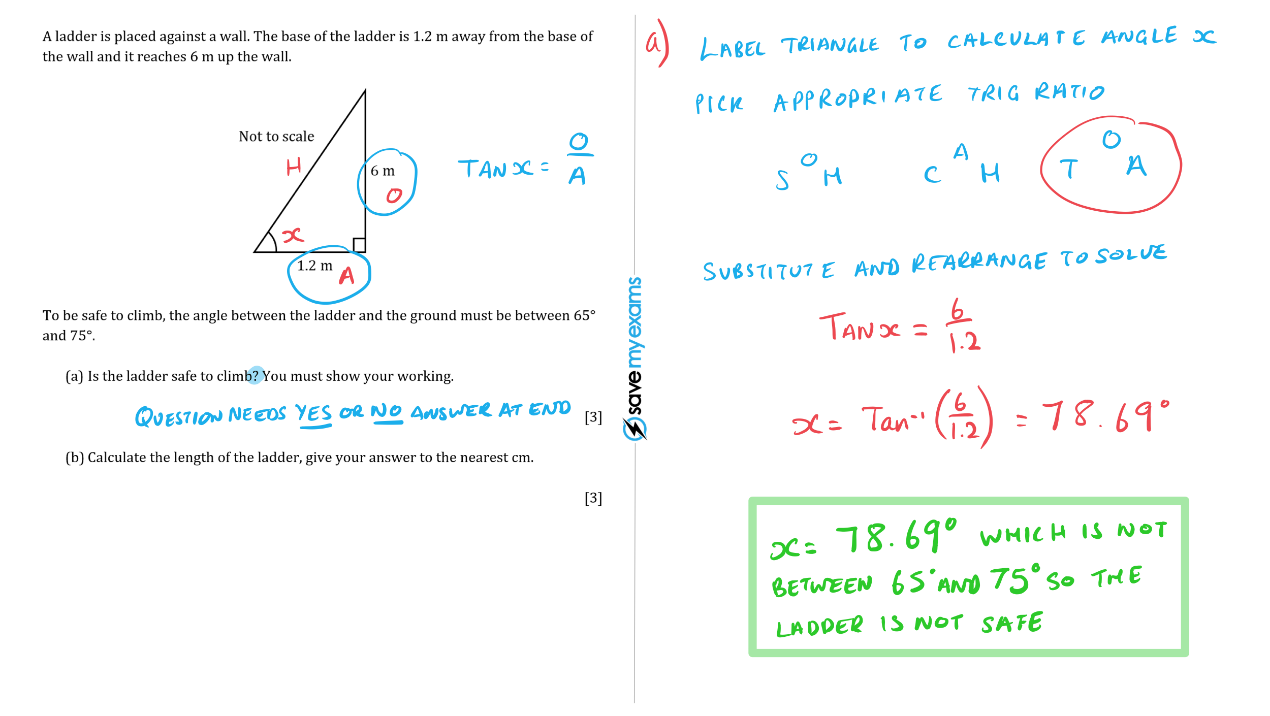 A ladder is placed against a wall. The base of the ladder is 1.2 m away from the base of
the wall and it reaches 6 m up the wall.
Not to scale
H
6 m
O
x
1.2 m
A
TAN x = O/A
To be safe to climb, the angle between the ladder and the ground must be between 65°
and 75°.
(a) Is the ladder safe to climb? You must show your working.
QUESTION NEEDS YES OR NO ANSWER AT END
[3]
(b) Calculate the length of the ladder, give your answer to the nearest cm.
[3]
save my exams
a) LABEL TRIANGLE TO CALCULATE ANGLE x
PICK APPROPRIATE TRIG RATIO
S O H C A H T O A
SUBSTITUTE AND REARRANGE TO SOLVE
TAN x = 6/1.2
x = Tan⁻¹ (6/1.2) = 78.69°
x = 78.69° WHICH IS NOT
BETWEEN 65° AND 75° SO THE
LADDER IS NOT SAFE